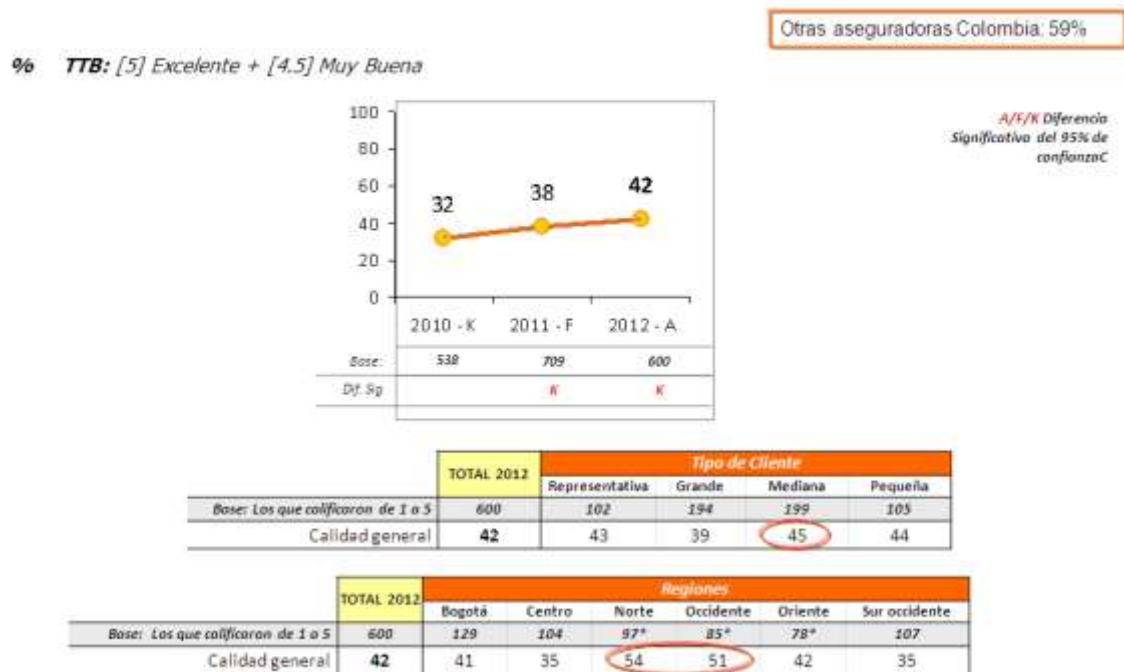 Otras aseguradoras Colombia: 59%
% TTB: [5] Excelente + [4.5] Muy Buena
A/F/K Diferencia
Significativa del 95% de
confianzaC
100
80
60
40
20
0
32
38
42
2010 - K 2011 - F 2012 - A
Base: 538 709 600
Dif. Sig K K
TOTAL 2012 Tipo de Cliente
Representativa Grande Mediana Pequeña
Base: Los que calificaron de 1 a 5 600 102 194 199 105
Calidad general 42 43 39 45 44
TOTAL 2012 Regiones
Bogotá Centro Norte Occidente Oriente Sur occidente
Base: Los que calificaron de 1 a 5 600 129 104 97* 85* 78* 107
Calidad general 42 41 35 54 51 42 35